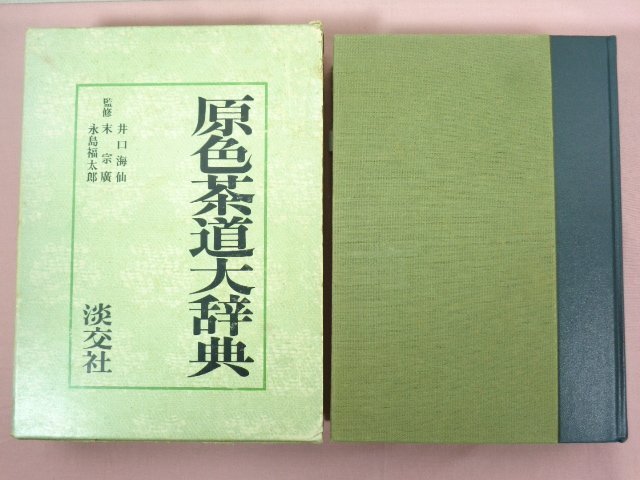 原色茶道大辞典
井口海仙
監修 末宗廣
永島福太郎
淡交社